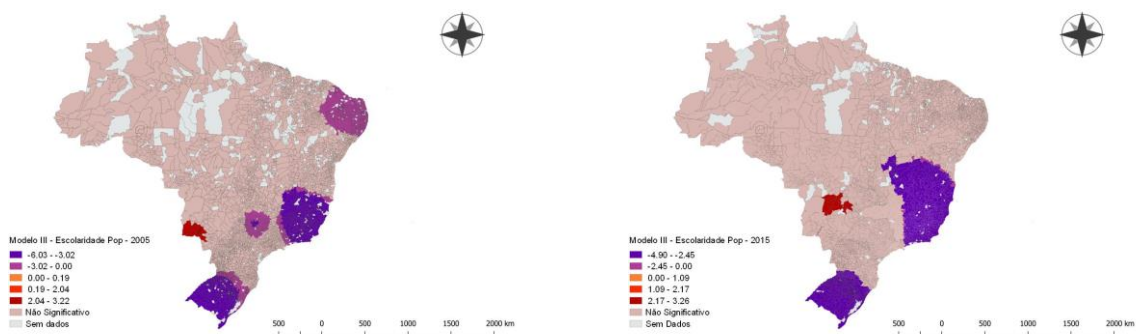 Modelo III - Escolaridade Pop - 2005
-6.03 - -3.02
-3.02 - 0.00
0.00 - 0.19
0.19 - 2.04
2.04 - 3.22
Não Significativo
Sem dados
500 0 500 1000 1500 2000 km
Modelo III - Escolaridade Pop - 2015
-4.90 - -2.45
-2.45 - 0.00
0.00 - 1.09
1.09 - 2.17
2.17 - 3.26
Não Significativo
Sem dados
500 0 500 1000 1500 2000 km